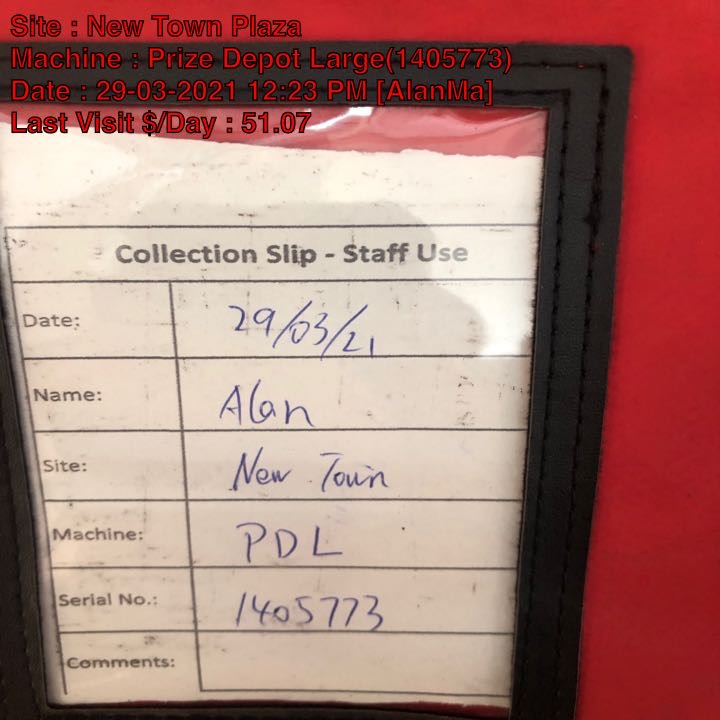 Site : New Town Plaza
Machine : Prize Depot Large(1405773)
Date : 29-03-2021 12:23 PM [AlanMa]
Last Visit $/Day : 51.07
Collection Slip - Staff Use
Date: 29/03/21
Name: Alan
Site: New Town
Machine: PDL
Serial No.: 1405773
Comments: